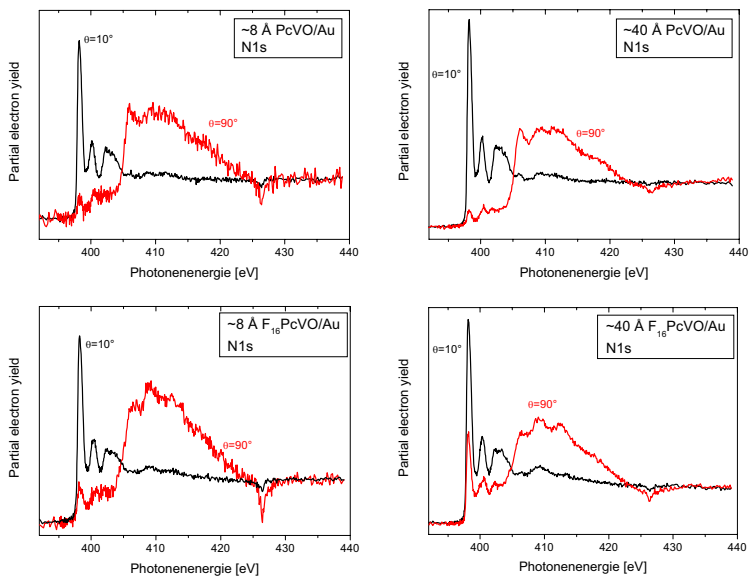 ~8 Å PcVO/Au
N1s
θ=10°
θ=90°
Partial electron yield
400 410 420 430 440
Photonenenergie [eV]
~40 Å PcVO/Au
N1s
θ=10°
θ=90°
Partial electron yield
400 410 420 430 440
Photonenenergie [eV]
~8 Å F₁₆PcVO/Au
N1s
θ=10°
θ=90°
Partial electron yield
400 410 420 430 440
Photonenenergie [eV]
~40 Å F₁₆PcVO/Au
N1s
θ=10°
θ=90°
Partial electron yield
400 410 420 430 440
Photonenenergie [eV]